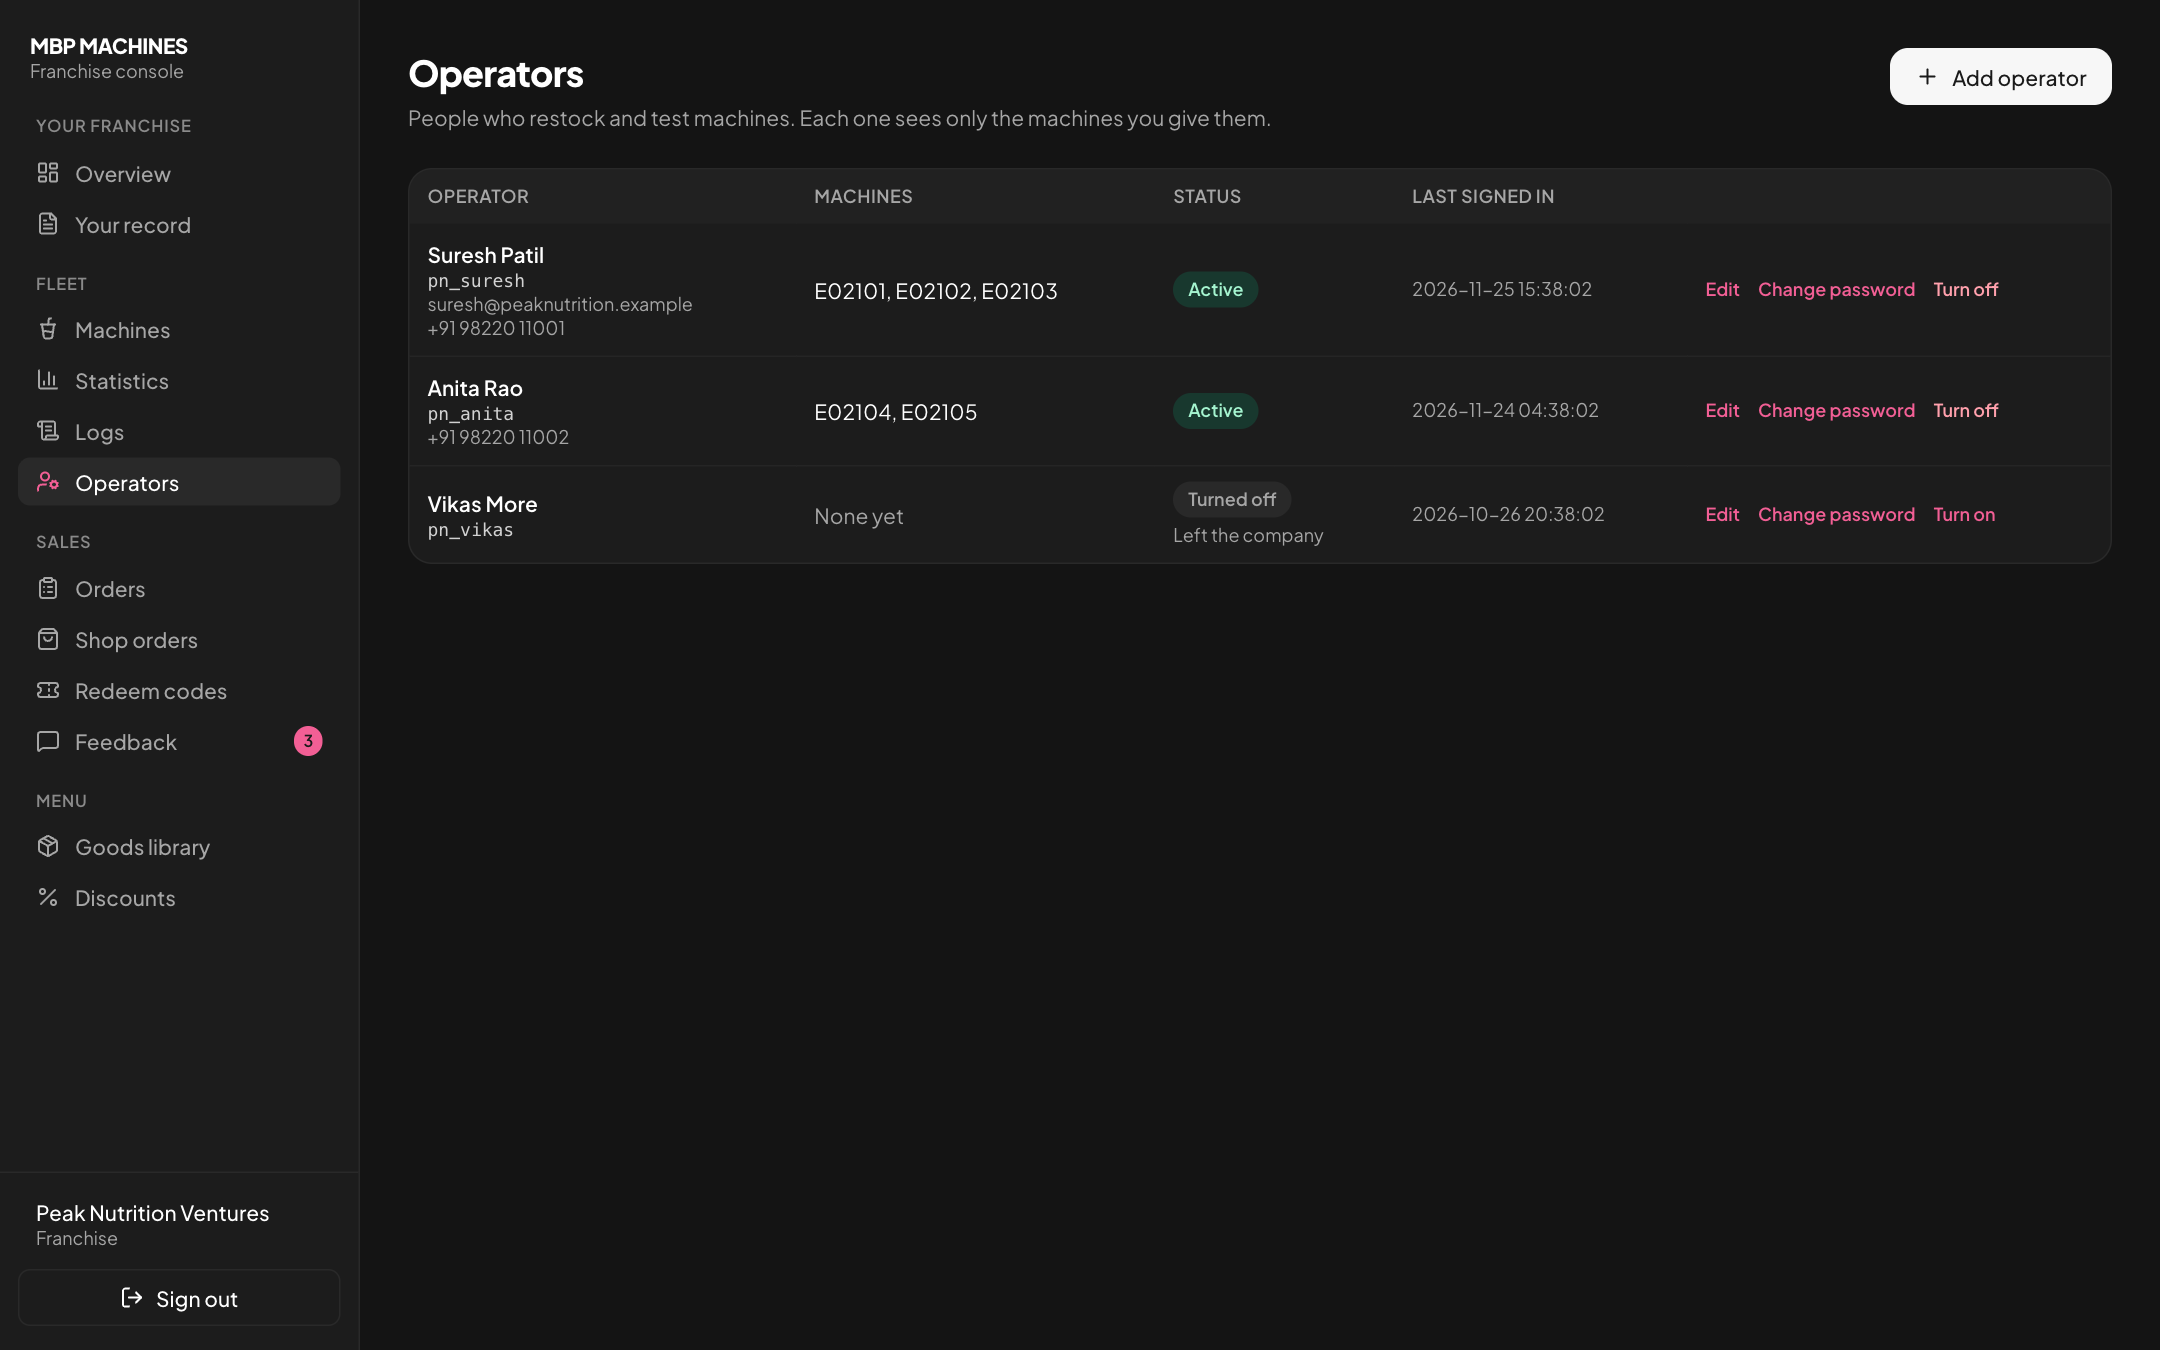 MBP MACHINES
Franchise console
YOUR FRANCHISE
Overview
Your record
FLEET
Machines
Statistics
Logs
Operators
SALES
Orders
Shop orders
Redeem codes
Feedback 3
MENU
Goods library
Discounts
Peak Nutrition Ventures
Franchise
Sign out
Operators
People who restock and test machines. Each one sees only the machines you give them.
Add operator
OPERATOR MACHINES STATUS LAST SIGNED IN
Suresh Patil
pn_suresh
suresh@peaknutrition.example
+91 98220 11001
E02101, E02102, E02103
Active
2026-11-25 15:38:02
Edit Change password Turn off
Anita Rao
pn_anita
+91 98220 11002
E02104, E02105
Active
2026-11-24 04:38:02
Edit Change password Turn off
Vikas More
pn_vikas
None yet
Turned off
Left the company
2026-10-26 20:38:02
Edit Change password Turn on